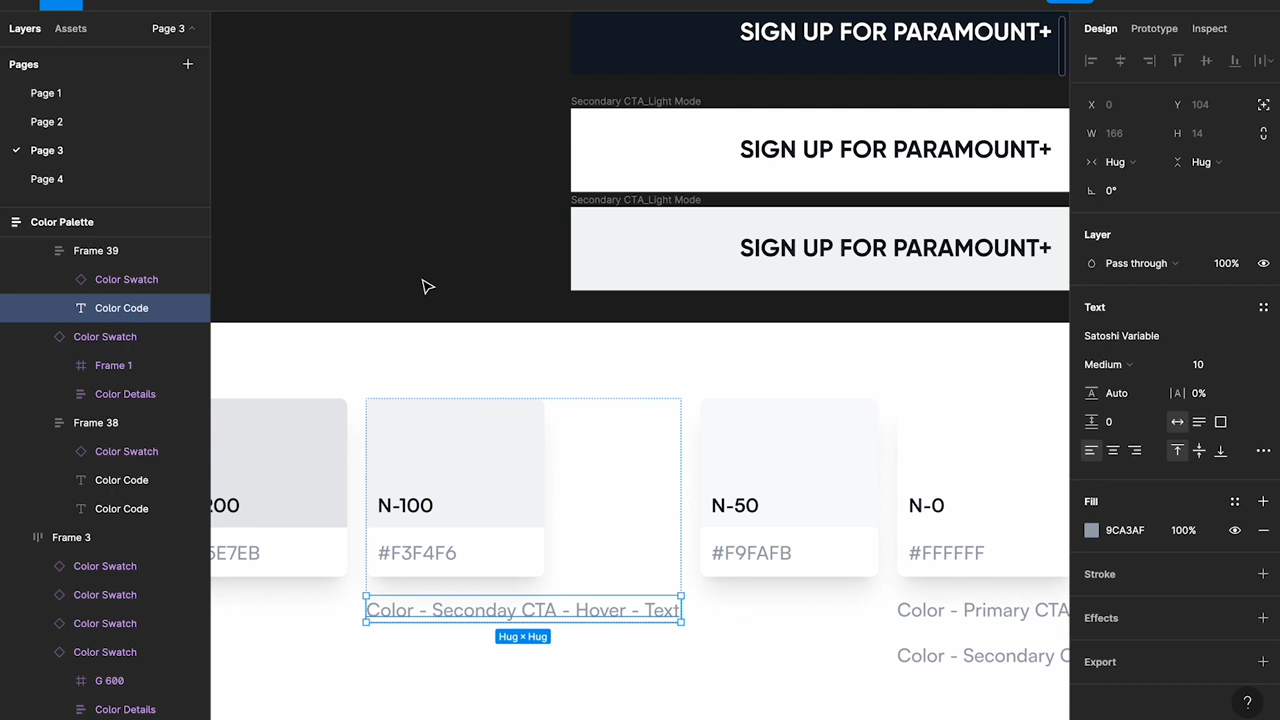 Layers
Assets
Page 3
Pages
Page 1
Page 2
Page 3
Page 4
Color Palette
Frame 39
Color Swatch
Color Code
Color Swatch
Frame 1
Color Details
Frame 38
Color Swatch
Color Code
Color Code
Frame 3
Color Swatch
Color Swatch
Color Swatch
Color Swatch
G 600
Color Details
SIGN UP FOR PARAMOUNT+
Secondary CTA_Light Mode
SIGN UP FOR PARAMOUNT+
Secondary CTA_Light Mode
SIGN UP FOR PARAMOUNT+
200
5E7EB
N-100
#F3F4F6
Color - Seconday CTA - Hover - Text
Hug × Hug
N-50
#F9FAFB
N-0
#FFFFFF
Color - Primary CTA
Color - Secondary C
Design
Prototype
Inspect
X 0
Y 104
W 166
H 14
Hug
Hug
0°
Layer
Pass through
100%
Text
Satoshi Variable
Medium
10
Auto
|A| 0%
0
Fill
9CA3AF
100%
Stroke
Effects
Export
?